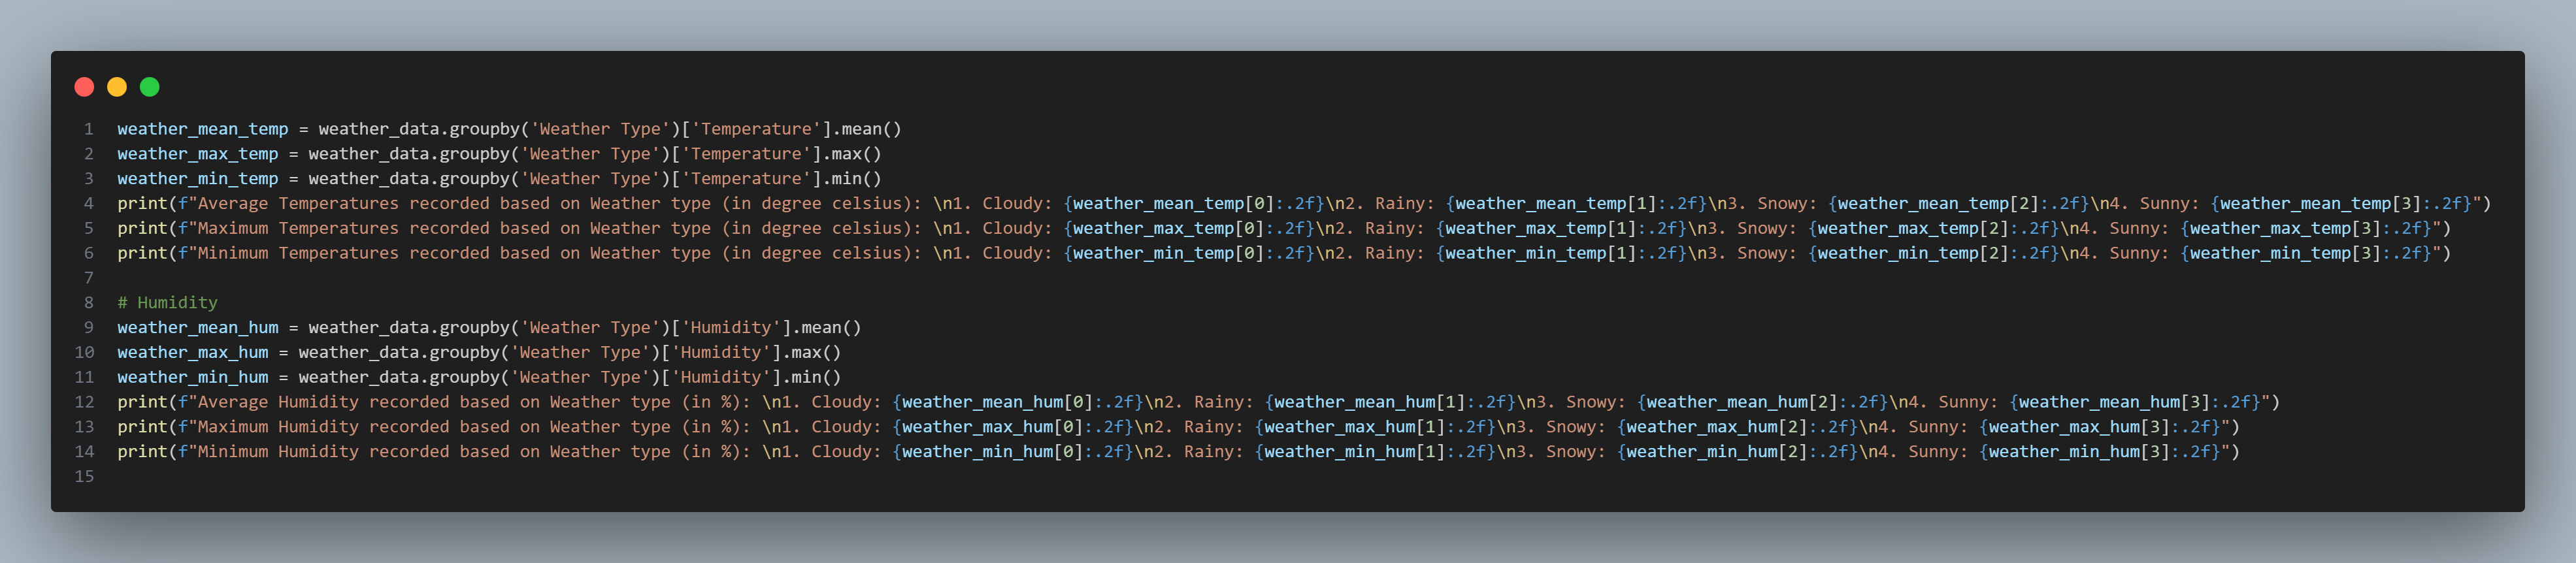 1 weather_mean_temp = weather_data.groupby('Weather Type')['Temperature'].mean()
2 weather_max_temp = weather_data.groupby('Weather Type')['Temperature'].max()
3 weather_min_temp = weather_data.groupby('Weather Type')['Temperature'].min()
4 print(f"Average Temperatures recorded based on Weather type (in degree celsius): \n1. Cloudy: {weather_mean_temp[0]:.2f}\n2. Rainy: {weather_mean_temp[1]:.2f}\n3. Snowy: {weather_mean_temp[2]:.2f}\n4. Sunny: {weather_mean_temp[3]:.2f}")
5 print(f"Maximum Temperatures recorded based on Weather type (in degree celsius): \n1. Cloudy: {weather_max_temp[0]:.2f}\n2. Rainy: {weather_max_temp[1]:.2f}\n3. Snowy: {weather_max_temp[2]:.2f}\n4. Sunny: {weather_max_temp[3]:.2f}")
6 print(f"Minimum Temperatures recorded based on Weather type (in degree celsius): \n1. Cloudy: {weather_min_temp[0]:.2f}\n2. Rainy: {weather_min_temp[1]:.2f}\n3. Snowy: {weather_min_temp[2]:.2f}\n4. Sunny: {weather_min_temp[3]:.2f}")
7
8 # Humidity
9 weather_mean_hum = weather_data.groupby('Weather Type')['Humidity'].mean()
10 weather_max_hum = weather_data.groupby('Weather Type')['Humidity'].max()
11 weather_min_hum = weather_data.groupby('Weather Type')['Humidity'].min()
12 print(f"Average Humidity recorded based on Weather type (in %): \n1. Cloudy: {weather_mean_hum[0]:.2f}\n2. Rainy: {weather_mean_hum[1]:.2f}\n3. Snowy: {weather_mean_hum[2]:.2f}\n4. Sunny: {weather_mean_hum[3]:.2f}")
13 print(f"Maximum Humidity recorded based on Weather type (in %): \n1. Cloudy: {weather_max_hum[0]:.2f}\n2. Rainy: {weather_max_hum[1]:.2f}\n3. Snowy: {weather_max_hum[2]:.2f}\n4. Sunny: {weather_max_hum[3]:.2f}")
14 print(f"Minimum Humidity recorded based on Weather type (in %): \n1. Cloudy: {weather_min_hum[0]:.2f}\n2. Rainy: {weather_min_hum[1]:.2f}\n3. Snowy: {weather_min_hum[2]:.2f}\n4. Sunny: {weather_min_hum[3]:.2f}")
15